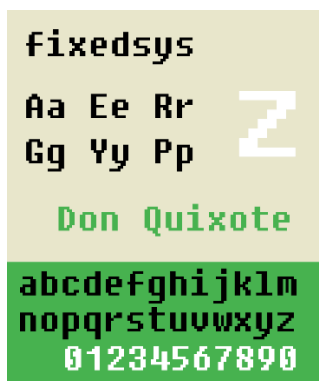 fixedsys
Aa Ee Rr
Gg Yy Pp
Z
Don Quixote
abcdefghijklm
nopqrstuvwxyz
01234567890